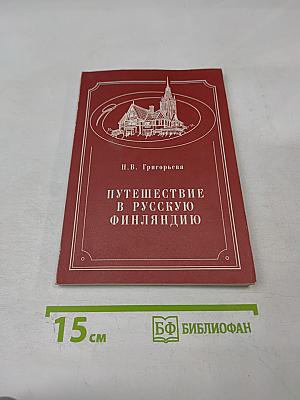 Н.В. Григорьева
ПУТЕШЕСТВИЕ
В РУССКУЮ
ФИНЛЯНДИЮ
15 см
БФ БИБЛИОФАН